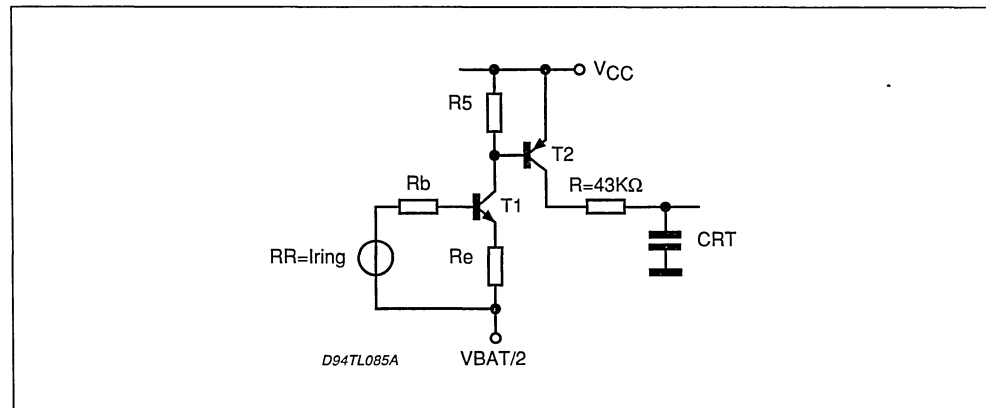 VCC
R5
T2
R=43KΩ
Rb
T1
CRT
RR=Iring
Re
D94TL085A
VBAT/2